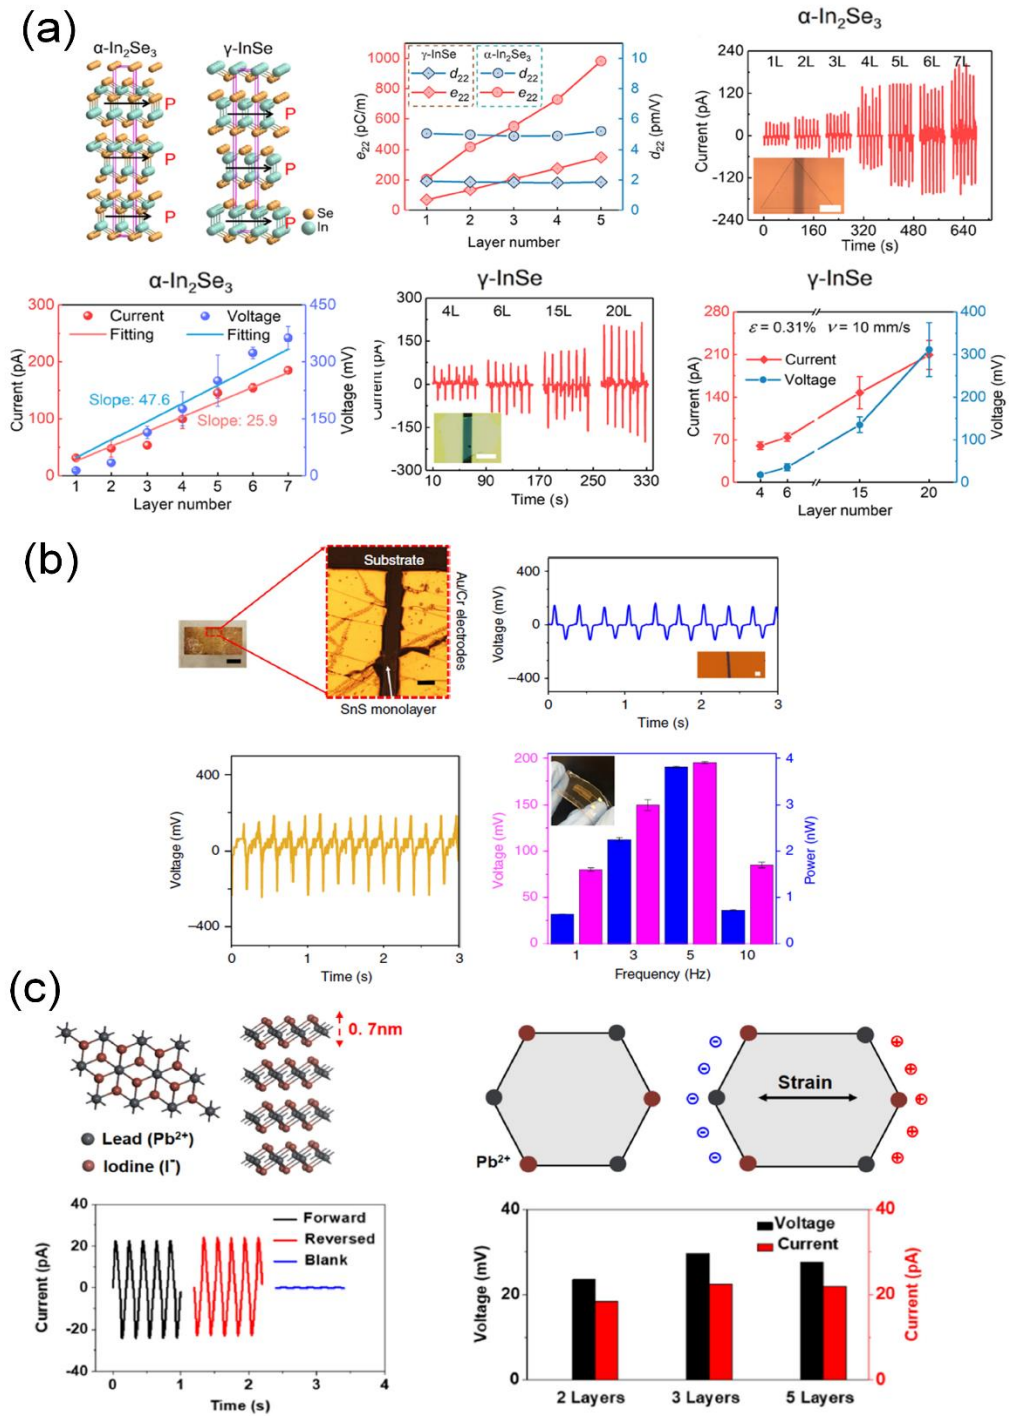 (a)
α-In2Se3
γ-InSe
P
P
P
P
P
P
Se
In
γ-InSe
α-In2Se3
d22
d22
e22
e22
e22 (pC/m)
1000
800
600
400
200
0
d22 (pm/V)
10
8
6
4
2
0
1 2 3 4 5
Layer number
α-In2Se3
1L 2L 3L 4L 5L 6L 7L
Current (pA)
240
120
0
-120
-240
0 160 320 480 640
Time (s)
α-In2Se3
Current
Voltage
Fitting
Fitting
Slope: 47.6
Slope: 25.9
Current (pA)
300
200
100
0
Voltage (mV)
450
300
150
0
1 2 3 4 5 6 7
Layer number
γ-InSe
4L 6L 15L 20L
Current (pA)
300
150
0
-150
-300
10 90 170 250 330
Time (s)
γ-InSe
ε = 0.31% ν = 10 mm/s
Current
Voltage
Current (pA)
280
210
140
70
0
Voltage (mV)
400
300
200
100
0
4 6 15 20
Layer number
(b)
Substrate
Au/Cr electrodes
SnS monolayer
Voltage (mV)
400
0
−400
0 1 2 3
Time (s)
Voltage (mV)
400
0
−400
0 1 2 3
Time (s)
Voltage (mV)
200
150
100
50
0
Power (nW)
4
3
2
1
0
1 3 5 10
Frequency (Hz)
(c)
0.7nm
Lead (Pb2+)
Iodine (I-)
Pb2+
Strain
Current (pA)
40
20
0
-20
-40
Forward
Reversed
Blank
0 1 2 3 4
Time (s)
Voltage (mV)
40
20
0
Voltage
Current
Current (pA)
40
20
0
2 Layers 3 Layers 5 Layers